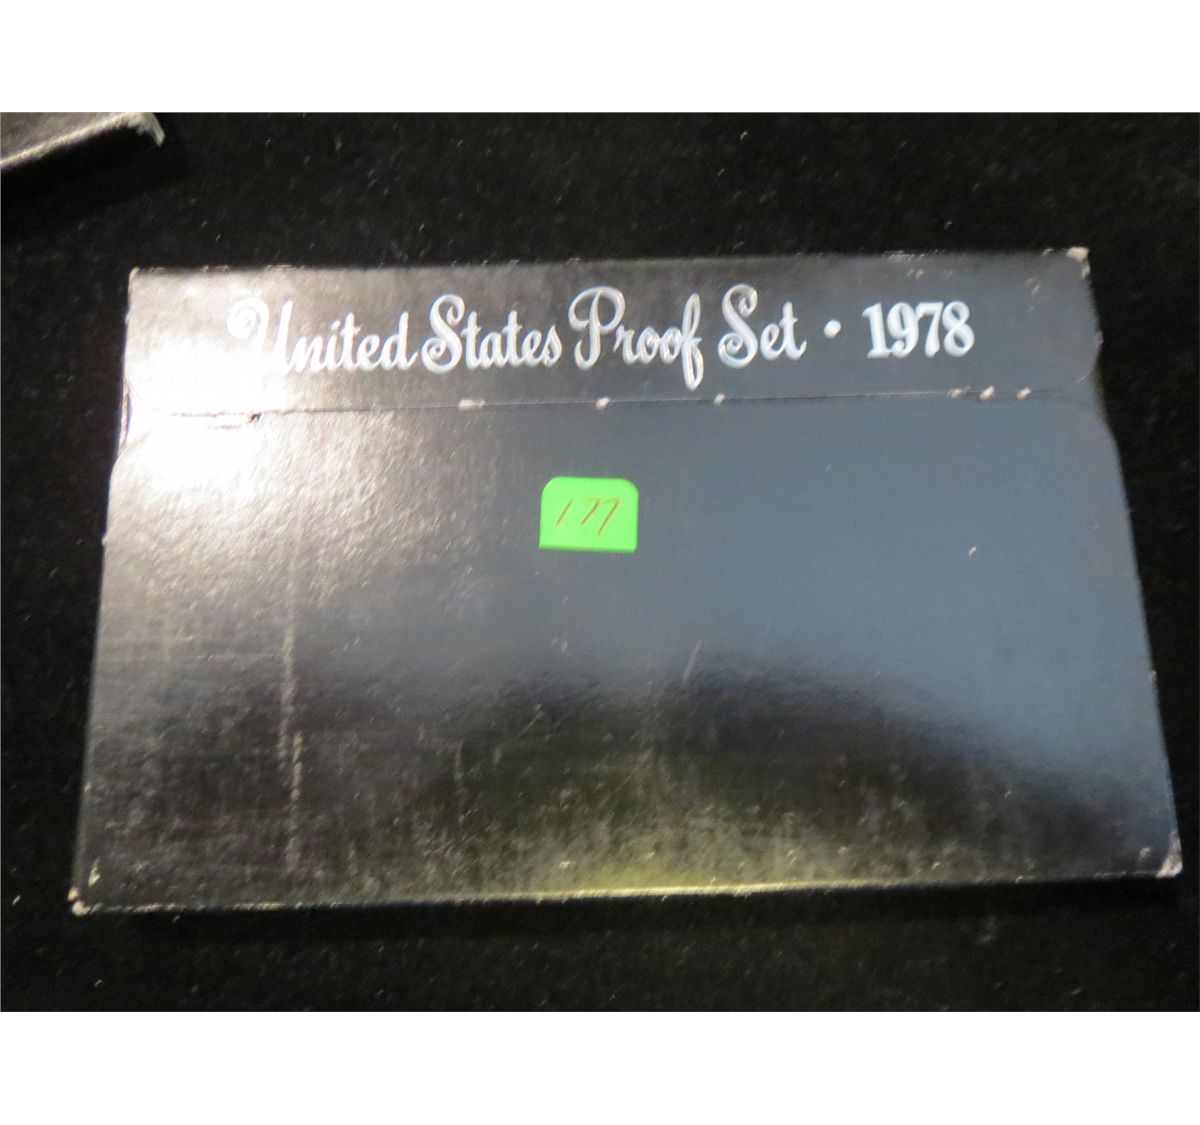 United States Proof Set · 1978
177